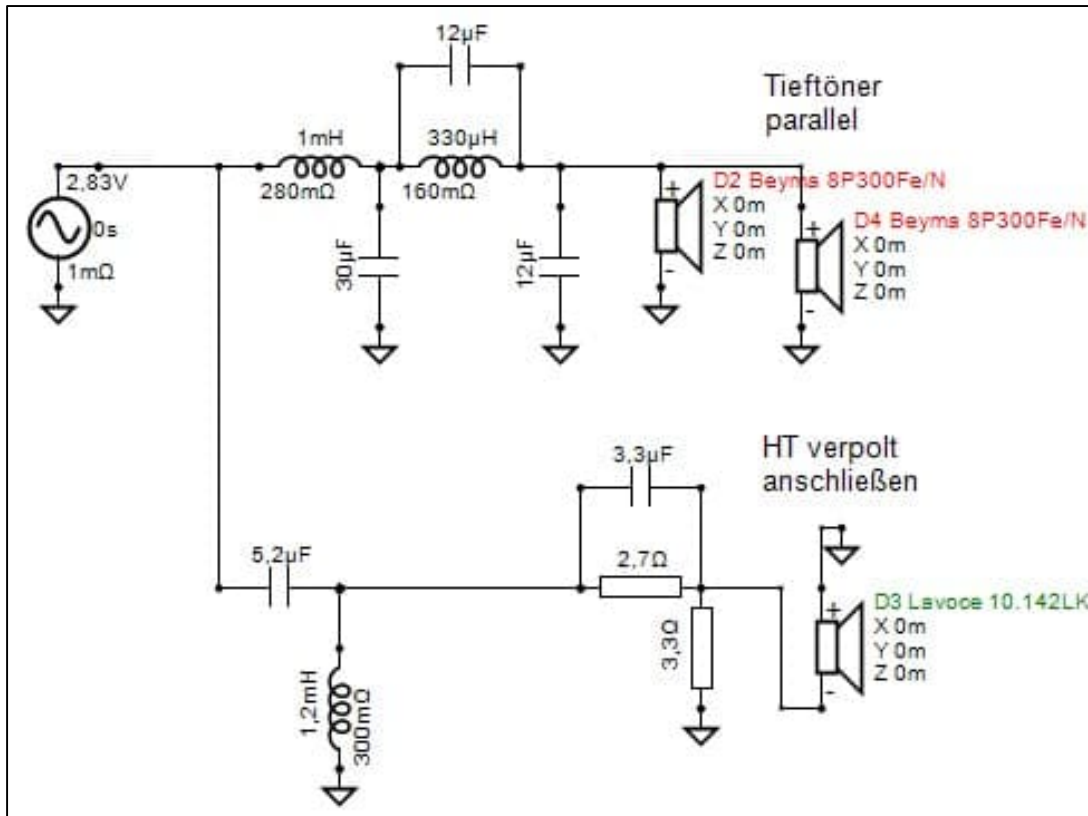 12µF
Tieftöner
parallel
1mH
330µH
2,83V
280mΩ
160mΩ
0s
1mΩ
30µF
12µF
D2 Beyms 8P300Fe/N
X 0m
Y 0m
Z 0m
D4 Beyms 8P300Fe/N
X 0m
Y 0m
Z 0m
+
-
+
-
HT verpolt
anschließen
3,3µF
5,2µF
2,7Ω
3,3Ω
1,2mH
300mΩ
D3 Lavoce 10.142LK
X 0m
Y 0m
Z 0m
+
-